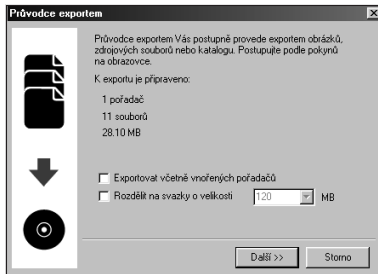 Průvodce exportem
Průvodce exportem Vás postupně provede exportem obrázků,
zdrojových souborů nebo katalogu. Postupujte podle pokynů
na obrazovce.
K exportu je připraveno:
1 pořadač
11 souborů
28.10 MB
Exportovat včetně vnořených pořadačů
Rozdělit na svazky o velikosti 120 MB
Další >> Storno